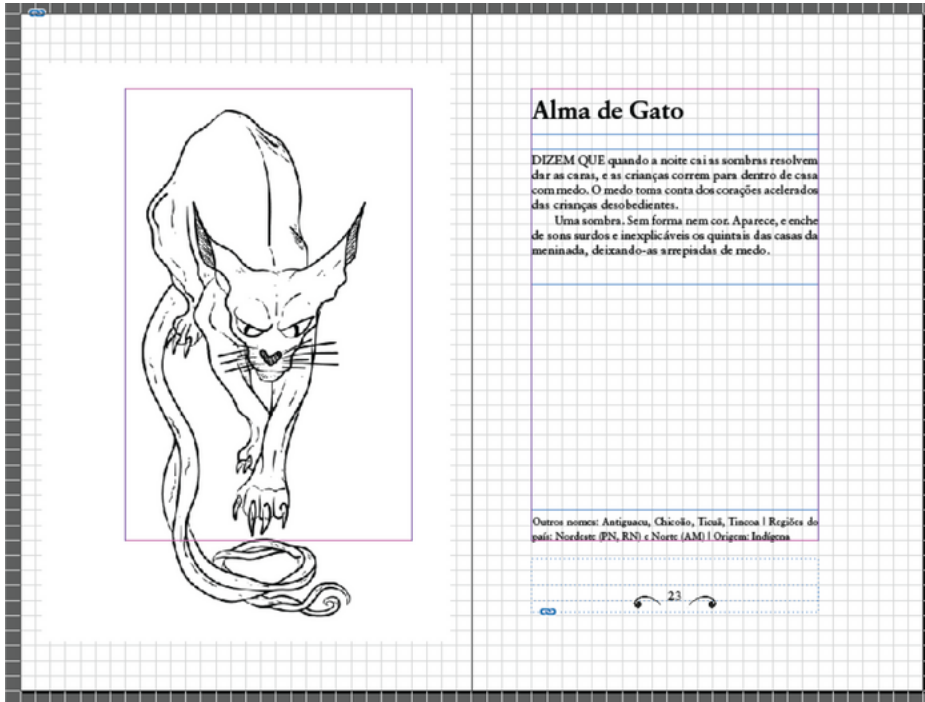 Alma de Gato
DIZEM QUE quando a noite cai as sombras resolvem
dar as caras, e as crianças correm para dentro de casa
com medo. O medo toma conta dos corações acelerados
das crianças desobedientes.
Uma sombra. Sem forma nem cor. Aparece, e enche
de sons surdos e inexplicáveis os quintais das casas da
meninada, deixando-as arrepiadas de medo.
Outros nomes: Antiguacu, Chicoão, Ticuã, Tincoa | Regiões do
país: Nordeste (PN, RN) e Norte (AM) | Origem: Indígena
23